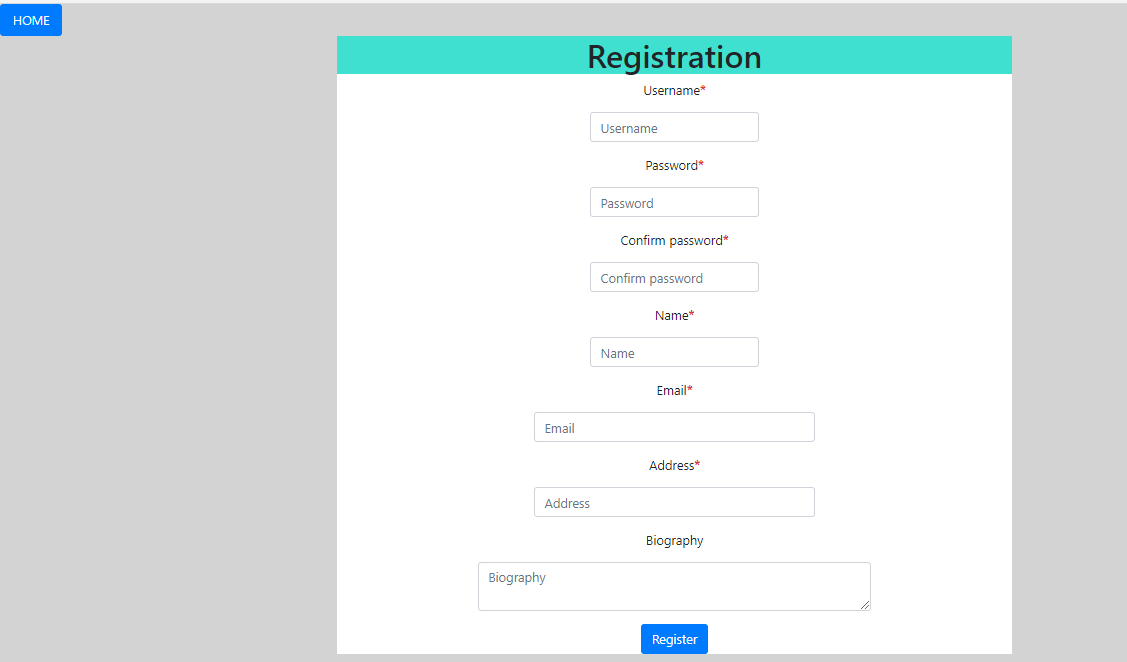 HOME
Registration
Username*
Username
Password*
Password
Confirm password*
Confirm password
Name*
Name
Email*
Email
Address*
Address
Biography
Biography
Register